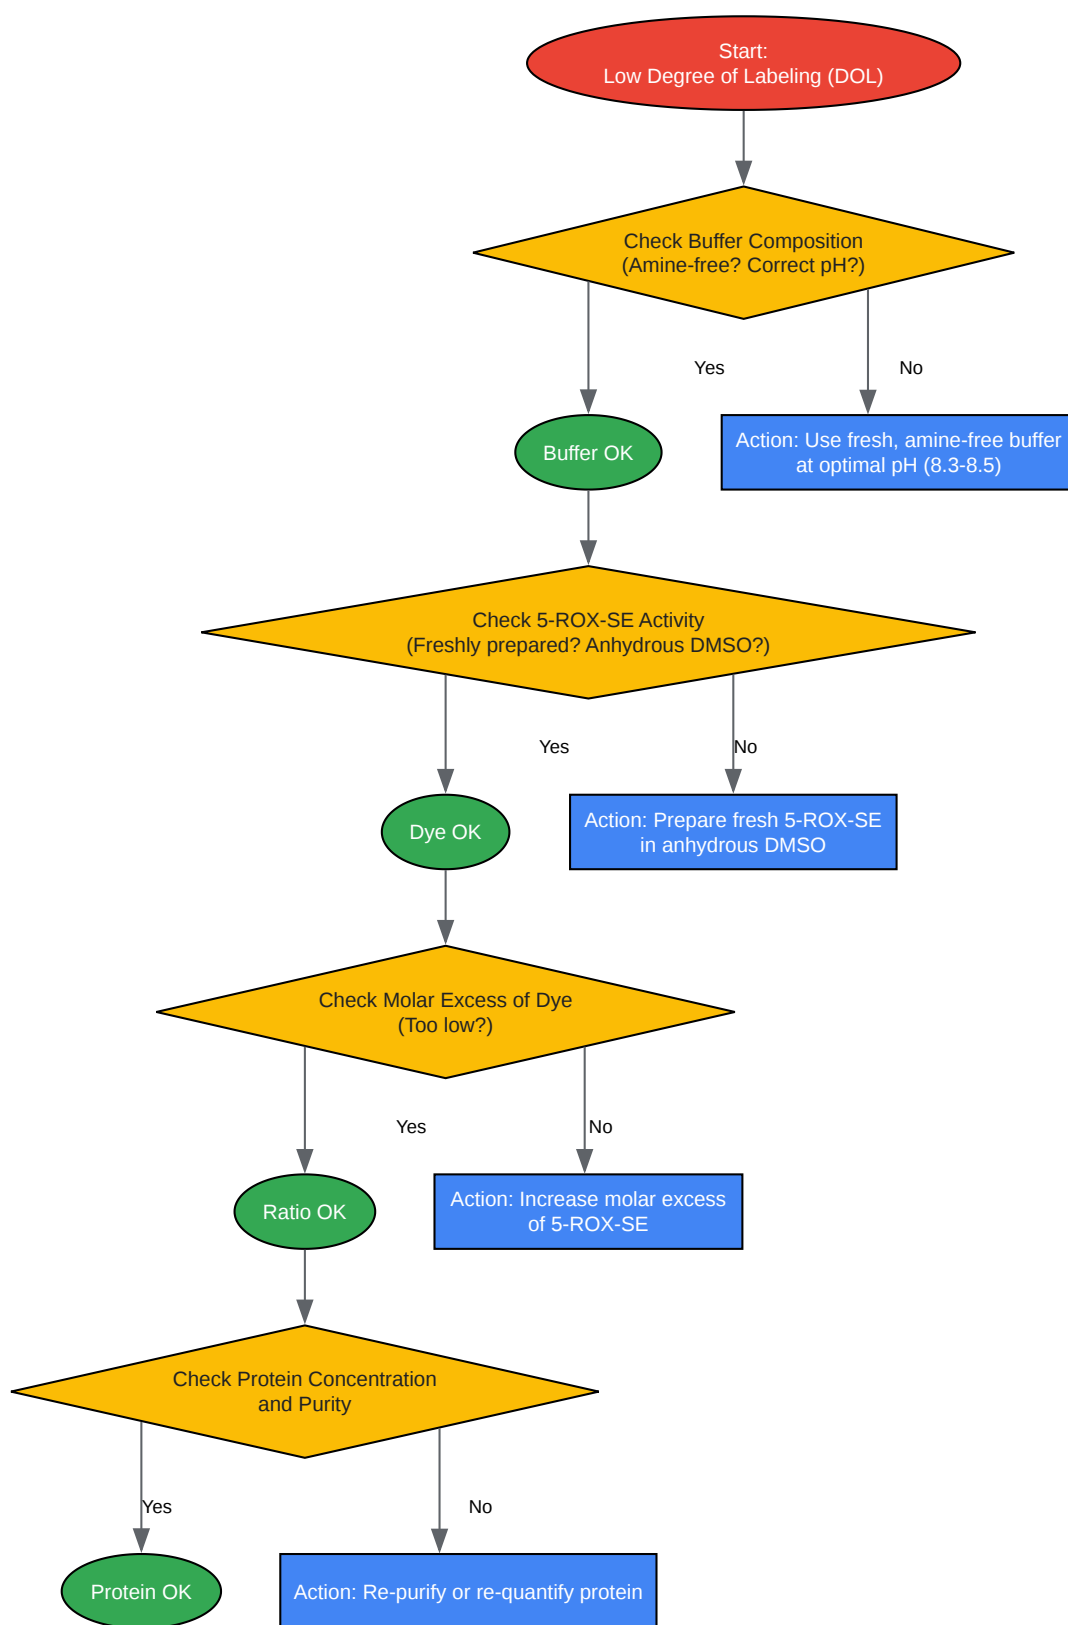 Start:
Low Degree of Labeling (DOL)
Check Buffer Composition
(Amine-free? Correct pH?)
Yes
No
Buffer OK
Action: Use fresh, amine-free buffer
at optimal pH (8.3-8.5)
Check 5-ROX-SE Activity
(Freshly prepared? Anhydrous DMSO?)
Yes
No
Dye OK
Action: Prepare fresh 5-ROX-SE
in anhydrous DMSO
Check Molar Excess of Dye
(Too low?)
Yes
No
Ratio OK
Action: Increase molar excess
of 5-ROX-SE
Check Protein Concentration
and Purity
Yes
No
Protein OK
Action: Re-purify or re-quantify protein